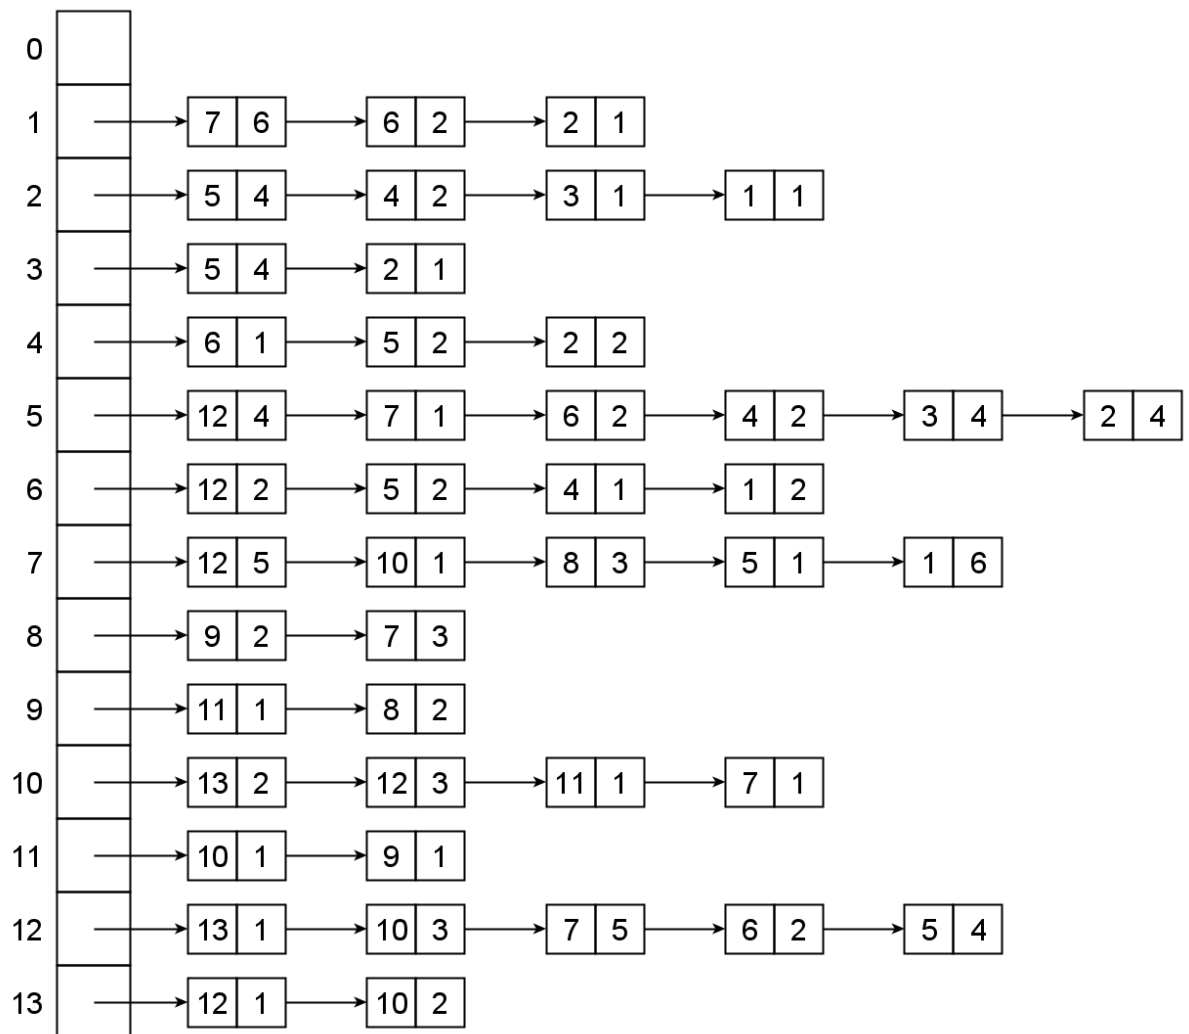 0
1 7 6 6 2 2 1
2 5 4 4 2 3 1 1 1
3 5 4 2 1
4 6 1 5 2 2 2
5 12 4 7 1 6 2 4 2 3 4 2 4
6 12 2 5 2 4 1 1 2
7 12 5 10 1 8 3 5 1 1 6
8 9 2 7 3
9 11 1 8 2
10 13 2 12 3 11 1 7 1
11 10 1 9 1
12 13 1 10 3 7 5 6 2 5 4
13 12 1 10 2